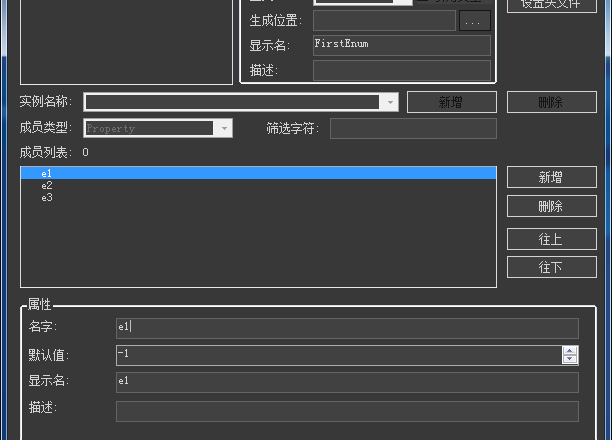 设置头文件
生成位置:
...
显示名: FirstEnum
描述:
实例名称: 新增 删除
成员类型: Property 筛选字符:
成员列表: 0
e1
e2
e3
新增
删除
往上
往下
属性
名字: e1
默认值: -1
显示名: e1
描述: